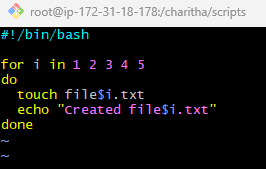 root@ip-172-31-18-178:/charitha/scripts
#!/bin/bash

for i in 1 2 3 4 5
do
  touch file$i.txt
  echo "Created file$i.txt"
done
~
~